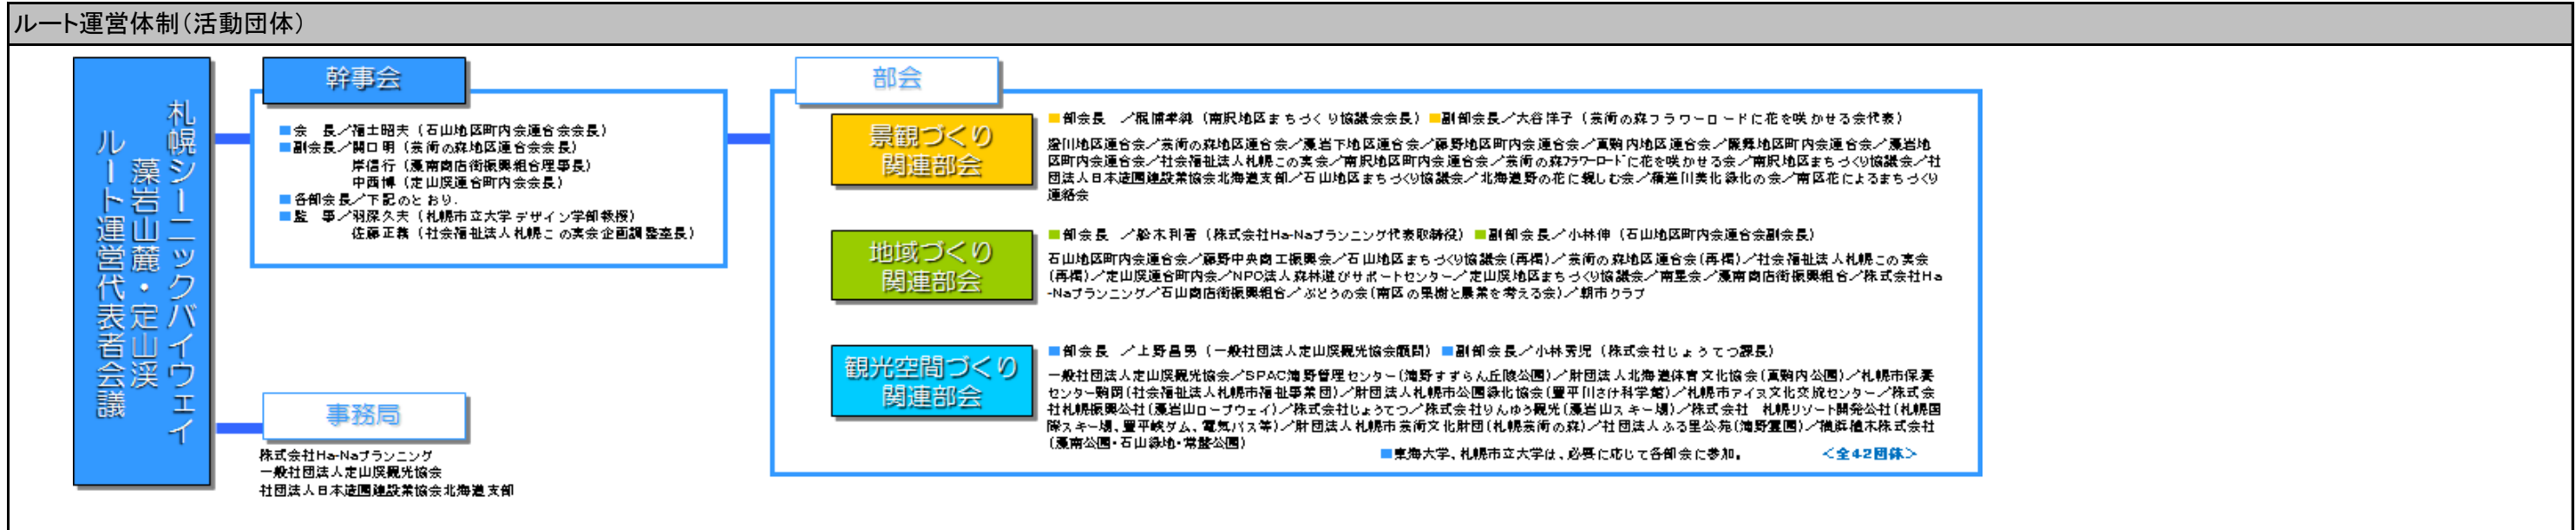 ルート運営体制（活動団体）
札幌シーニックバイウェイ
藻岩山麓・定山渓
ルート運営代表者会議
幹事会
■会　長／福士昭夫（石山地区町内会連合会会長）
■副会長／関口明（芸術の森地区連合会会長）
岸信行（藻南商店街振興組合理事長）
中西博（定山渓連合町内会会長）
■各部会長／下記のとおり．
■監　事／羽深久夫（札幌市立大学デザイン学部教授）
佐藤正義（社会福祉法人札幌この実会企画調整室長）
事務局
株式会社Ha-Naプランニング
一般社団法人定山渓観光協会
社団法人日本造園建設業協会北海道支部
部会
景観づくり
関連部会
■部会長　／孝純（南沢地区まちづくり協議会会長）■副部会長／大谷洋子（芸術の森フラワーロードに花を咲かせる会代表）
澄川地区連合会／芸術の森地区連合会／藻岩下地区連合会／藤野地区町内会連合会／真駒内地区連合会／簾舞地区町内会連合会／藻岩地
区町内会連合会／社会福祉法人札幌この実会／南沢地区町内会連合会／芸術の森フラワーロードに花を咲かせる会／南沢地区まちづくり協議会／社
団法人日本造園建設業協会北海道支部／石山地区まちづくり協議会／北海道野の花に親しむ会／精進川美化緑化の会／南区花によるまちづくり
連絡会
地域づくり
関連部会
■部会長　／船木利香（株式会社Ha-Naプランニング代表取締役）■副部会長／小林伸（石山地区町内会連合会副会長）
石山地区町内会連合会／藤野中央商工振興会／石山地区まちづくり協議会(再掲)／芸術の森地区連合会(再掲)／社会福祉法人札幌この実会
(再掲)／定山渓連合町内会／NPO法人森林遊びサポートセンター／定山渓地区まちづくり協議会／南里会／藻南商店街振興組合／株式会社Ha
-Naプランニング／石山商店街振興組合／ぶどうの会(南区の果樹と農業を考える会)／朝市クラブ
観光空間づくり
関連部会
■部会長　／上野昌男（一般社団法人定山渓観光協会顧問）■副部会長／小林秀児（株式会社じょうてつ課長）
一般社団法人定山渓観光協会／SPAC滝野管理センター(滝野すずらん丘陵公園)／財団法人北海道体育文化協会(真駒内公園)／札幌市保養
センター駒岡(社会福祉法人札幌市福祉事業団)／財団法人札幌市公園緑化協会(豊平川さけ科学館)／札幌市アイヌ文化交流センター／株式会
社札幌振興公社(藻岩山ロープウェイ)／株式会社じょうてつ／株式会社りんゆう観光(藻岩山スキー場)／株式会社　札幌リゾート開発公社(札幌国
際スキー場、豊平峡ダム、電気バス等)／財団法人札幌市芸術文化財団(札幌芸術の森)／社団法人ふる里公苑(滝野霊園)／横浜植木株式会社
(藻南公園・石山緑地・常盤公園)
■東海大学、札幌市立大学は、必要に応じて各部会に参加。
＜全42団体＞